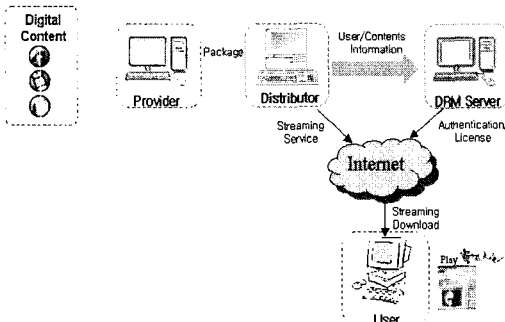 Digital
Content
Package
User/Contents
Information
Provider
Distributor
DRM Server
Streaming
Service
Authentication/
License
Internet
Streaming
Download
Play
User